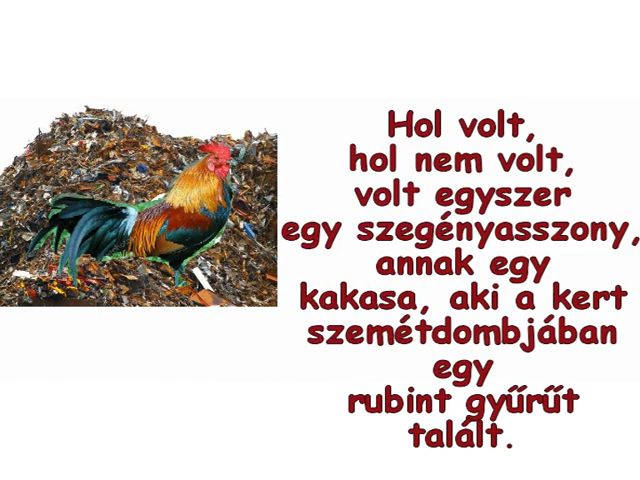 Hol volt,
hol nem volt,
volt egyszer
egy szegényasszony,
annak egy
kakasa, aki a kert
szemétdombjában
egy
rubint gyűrűt
talált.